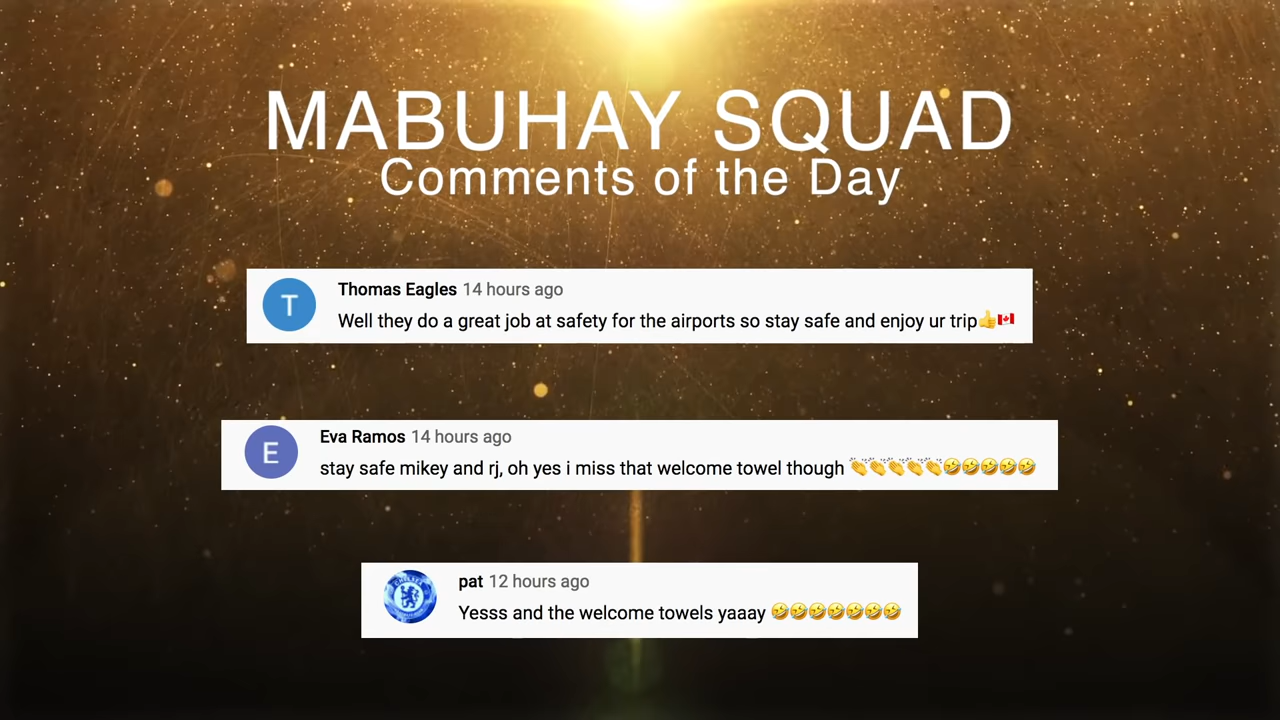 MABUHAY SQUAD
Comments of the Day
T
Thomas Eagles 14 hours ago
Well they do a great job at safety for the airports so stay safe and enjoy ur trip👍🇨🇦
E
Eva Ramos 14 hours ago
stay safe mikey and rj, oh yes i miss that welcome towel though 👏👏👏👏👏🤣🤣🤣🤣🤣
CHELSEA
pat 12 hours ago
Yesss and the welcome towels yaaay 🤣🤣🤣🤣🤣🤣🤣